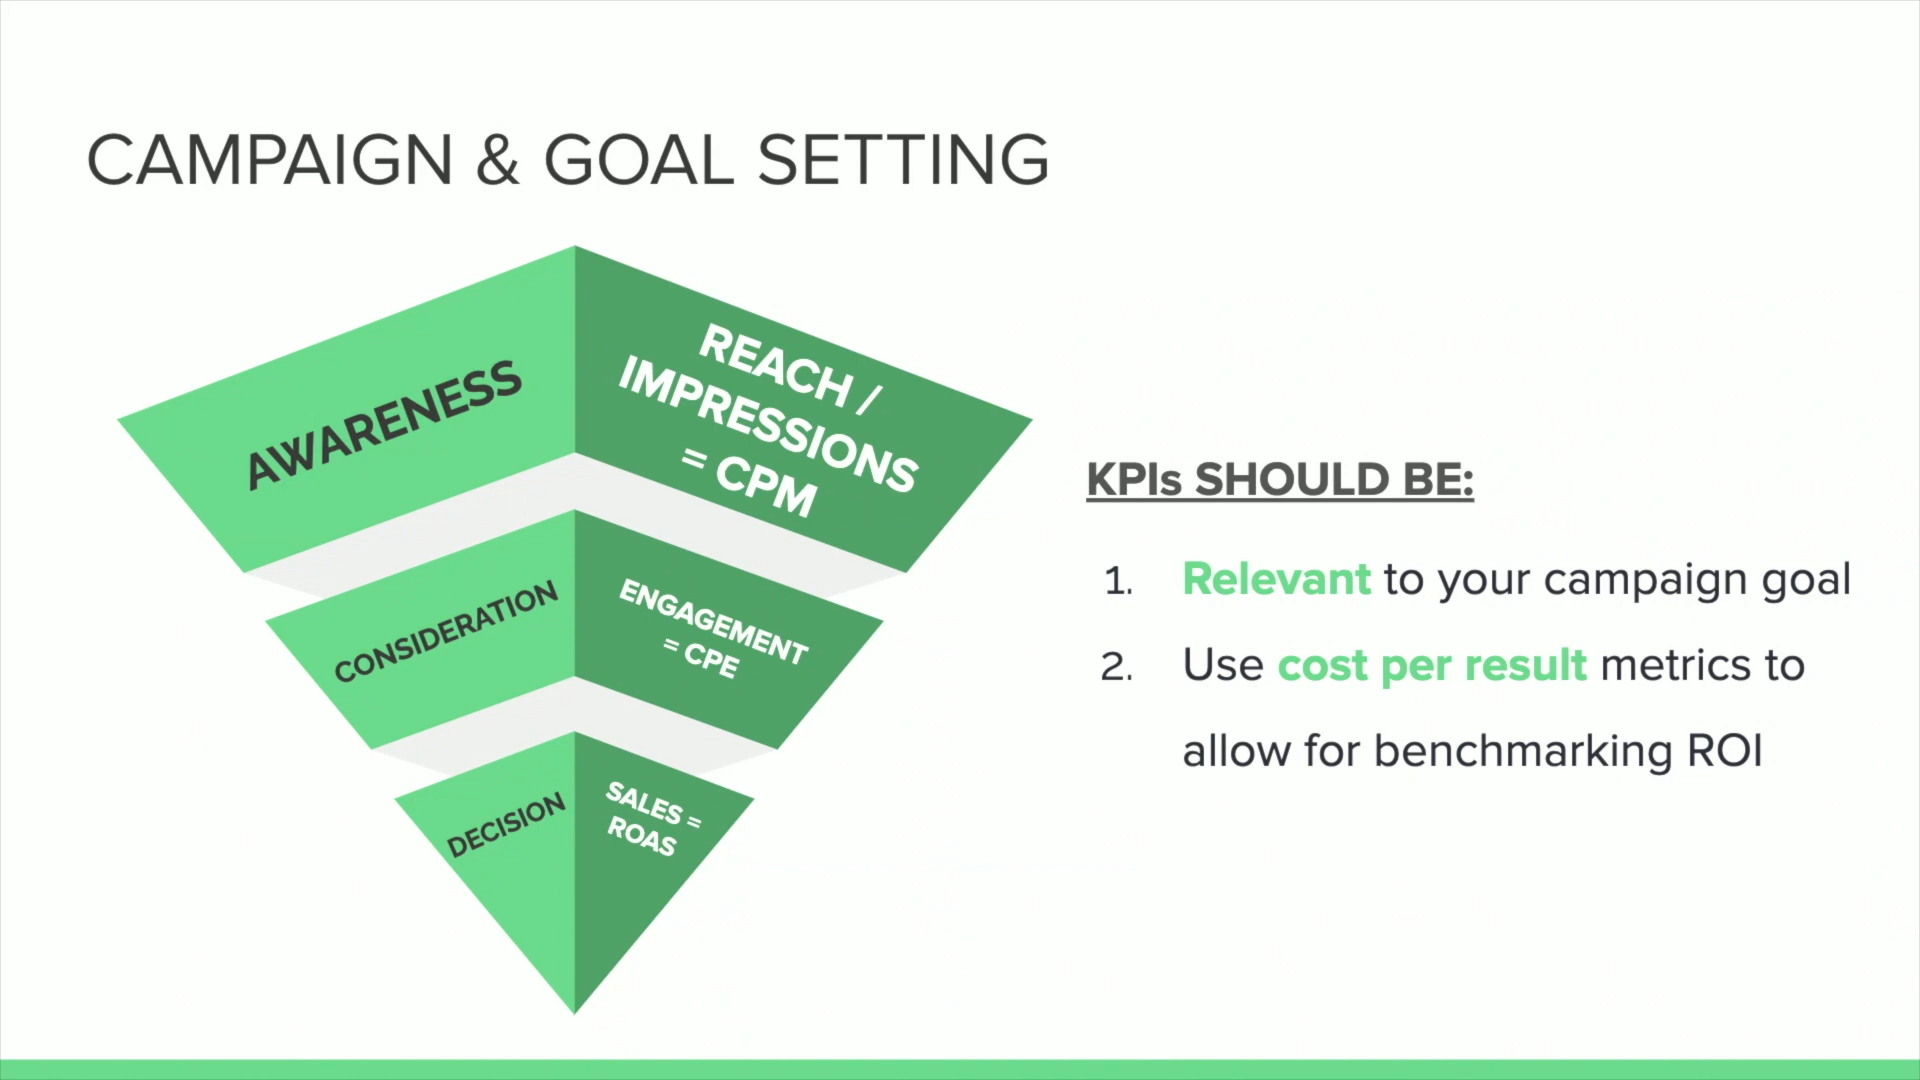 CAMPAIGN & GOAL SETTING
AWARENESS
REACH /
IMPRESSIONS
= CPM
CONSIDERATION
ENGAGEMENT
= CPE
DECISION
SALES =
ROAS
KPIs SHOULD BE:
1. Relevant to your campaign goal
2. Use cost per result metrics to
allow for benchmarking ROI